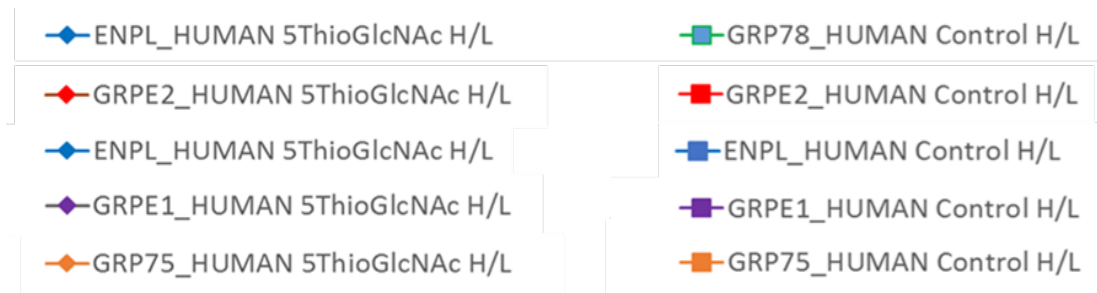 ENPL_HUMAN 5ThioGlcNAc H/L GRP78_HUMAN Control H/L
GRPE2_HUMAN 5ThioGlcNAc H/L GRPE2_HUMAN Control H/L
ENPL_HUMAN 5ThioGlcNAc H/L ENPL_HUMAN Control H/L
GRPE1_HUMAN 5ThioGlcNAc H/L GRPE1_HUMAN Control H/L
GRP75_HUMAN 5ThioGlcNAc H/L GRP75_HUMAN Control H/L